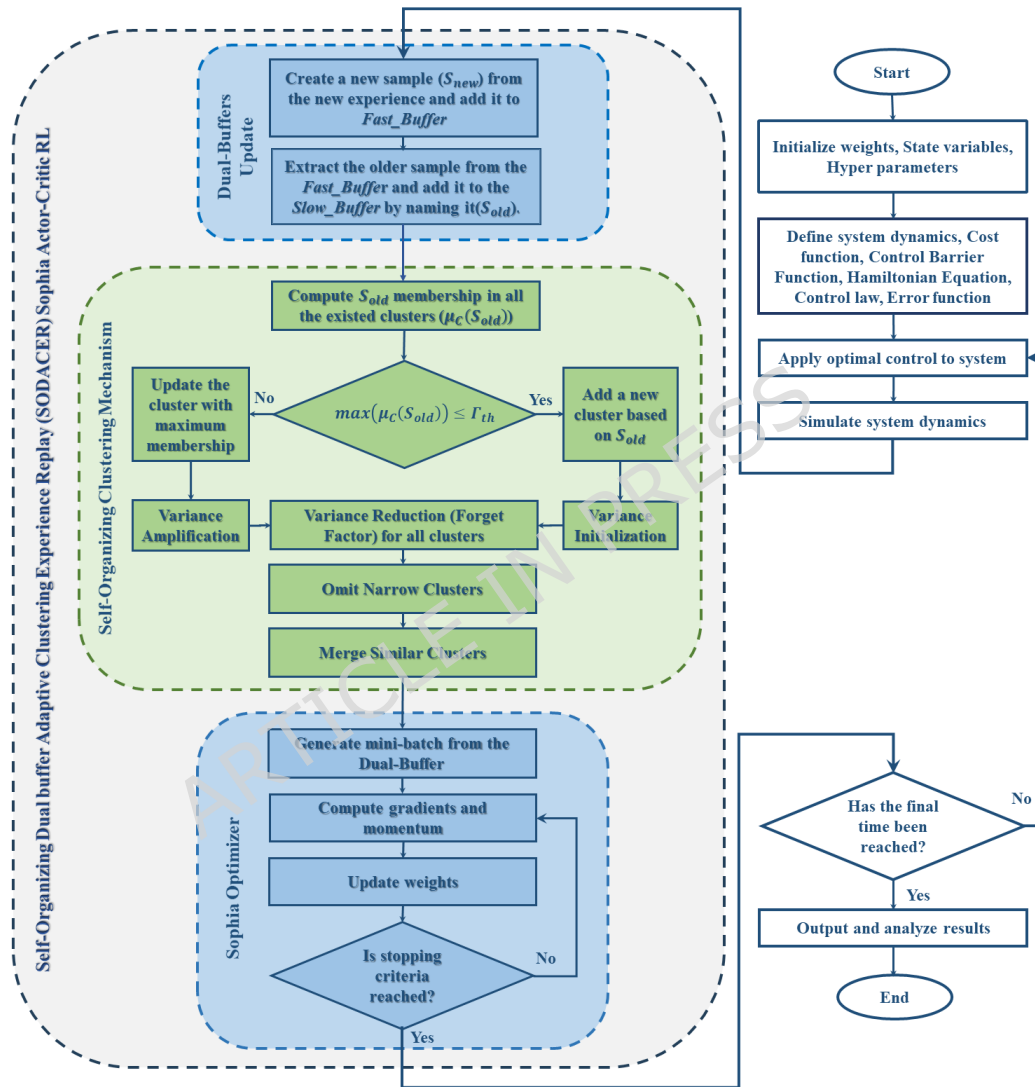 Self-Organizing Dual buffer Adaptive Clustering Experience Replay (SODACER) Sophia Actor-Critic RL
Dual-Buffers
Update
Create a new sample (S_new) from
the new experience and add it to
Fast_Buffer
Extract the older sample from the
Fast_Buffer and add it to the
Slow_Buffer by naming it(S_old).
Self-Organizing Clustering Mechanism
Compute S_old membership in all
the existed clusters (μ_C(S_old))
max(μ_C(S_old)) ≤ Γ_th
No
Yes
Update the
cluster with
maximum
membership
Add a new
cluster based
on S_old
Variance
Amplification
Variance Reduction (Forget
Factor) for all clusters
Variance
Initialization
Omit Narrow Clusters
Merge Similar Clusters
Sophia Optimizer
Generate mini-batch from the
Dual-Buffer
Compute gradients and
momentum
Update weights
Is stopping
criteria
reached?
No
Yes
Start
Initialize weights, State variables,
Hyper parameters
Define system dynamics, Cost
function, Control Barrier
Function, Hamiltonian Equation,
Control law, Error function
Apply optimal control to system
Simulate system dynamics
Has the final
time been
reached?
No
Yes
Output and analyze results
End
ARTICLE IN PRESS